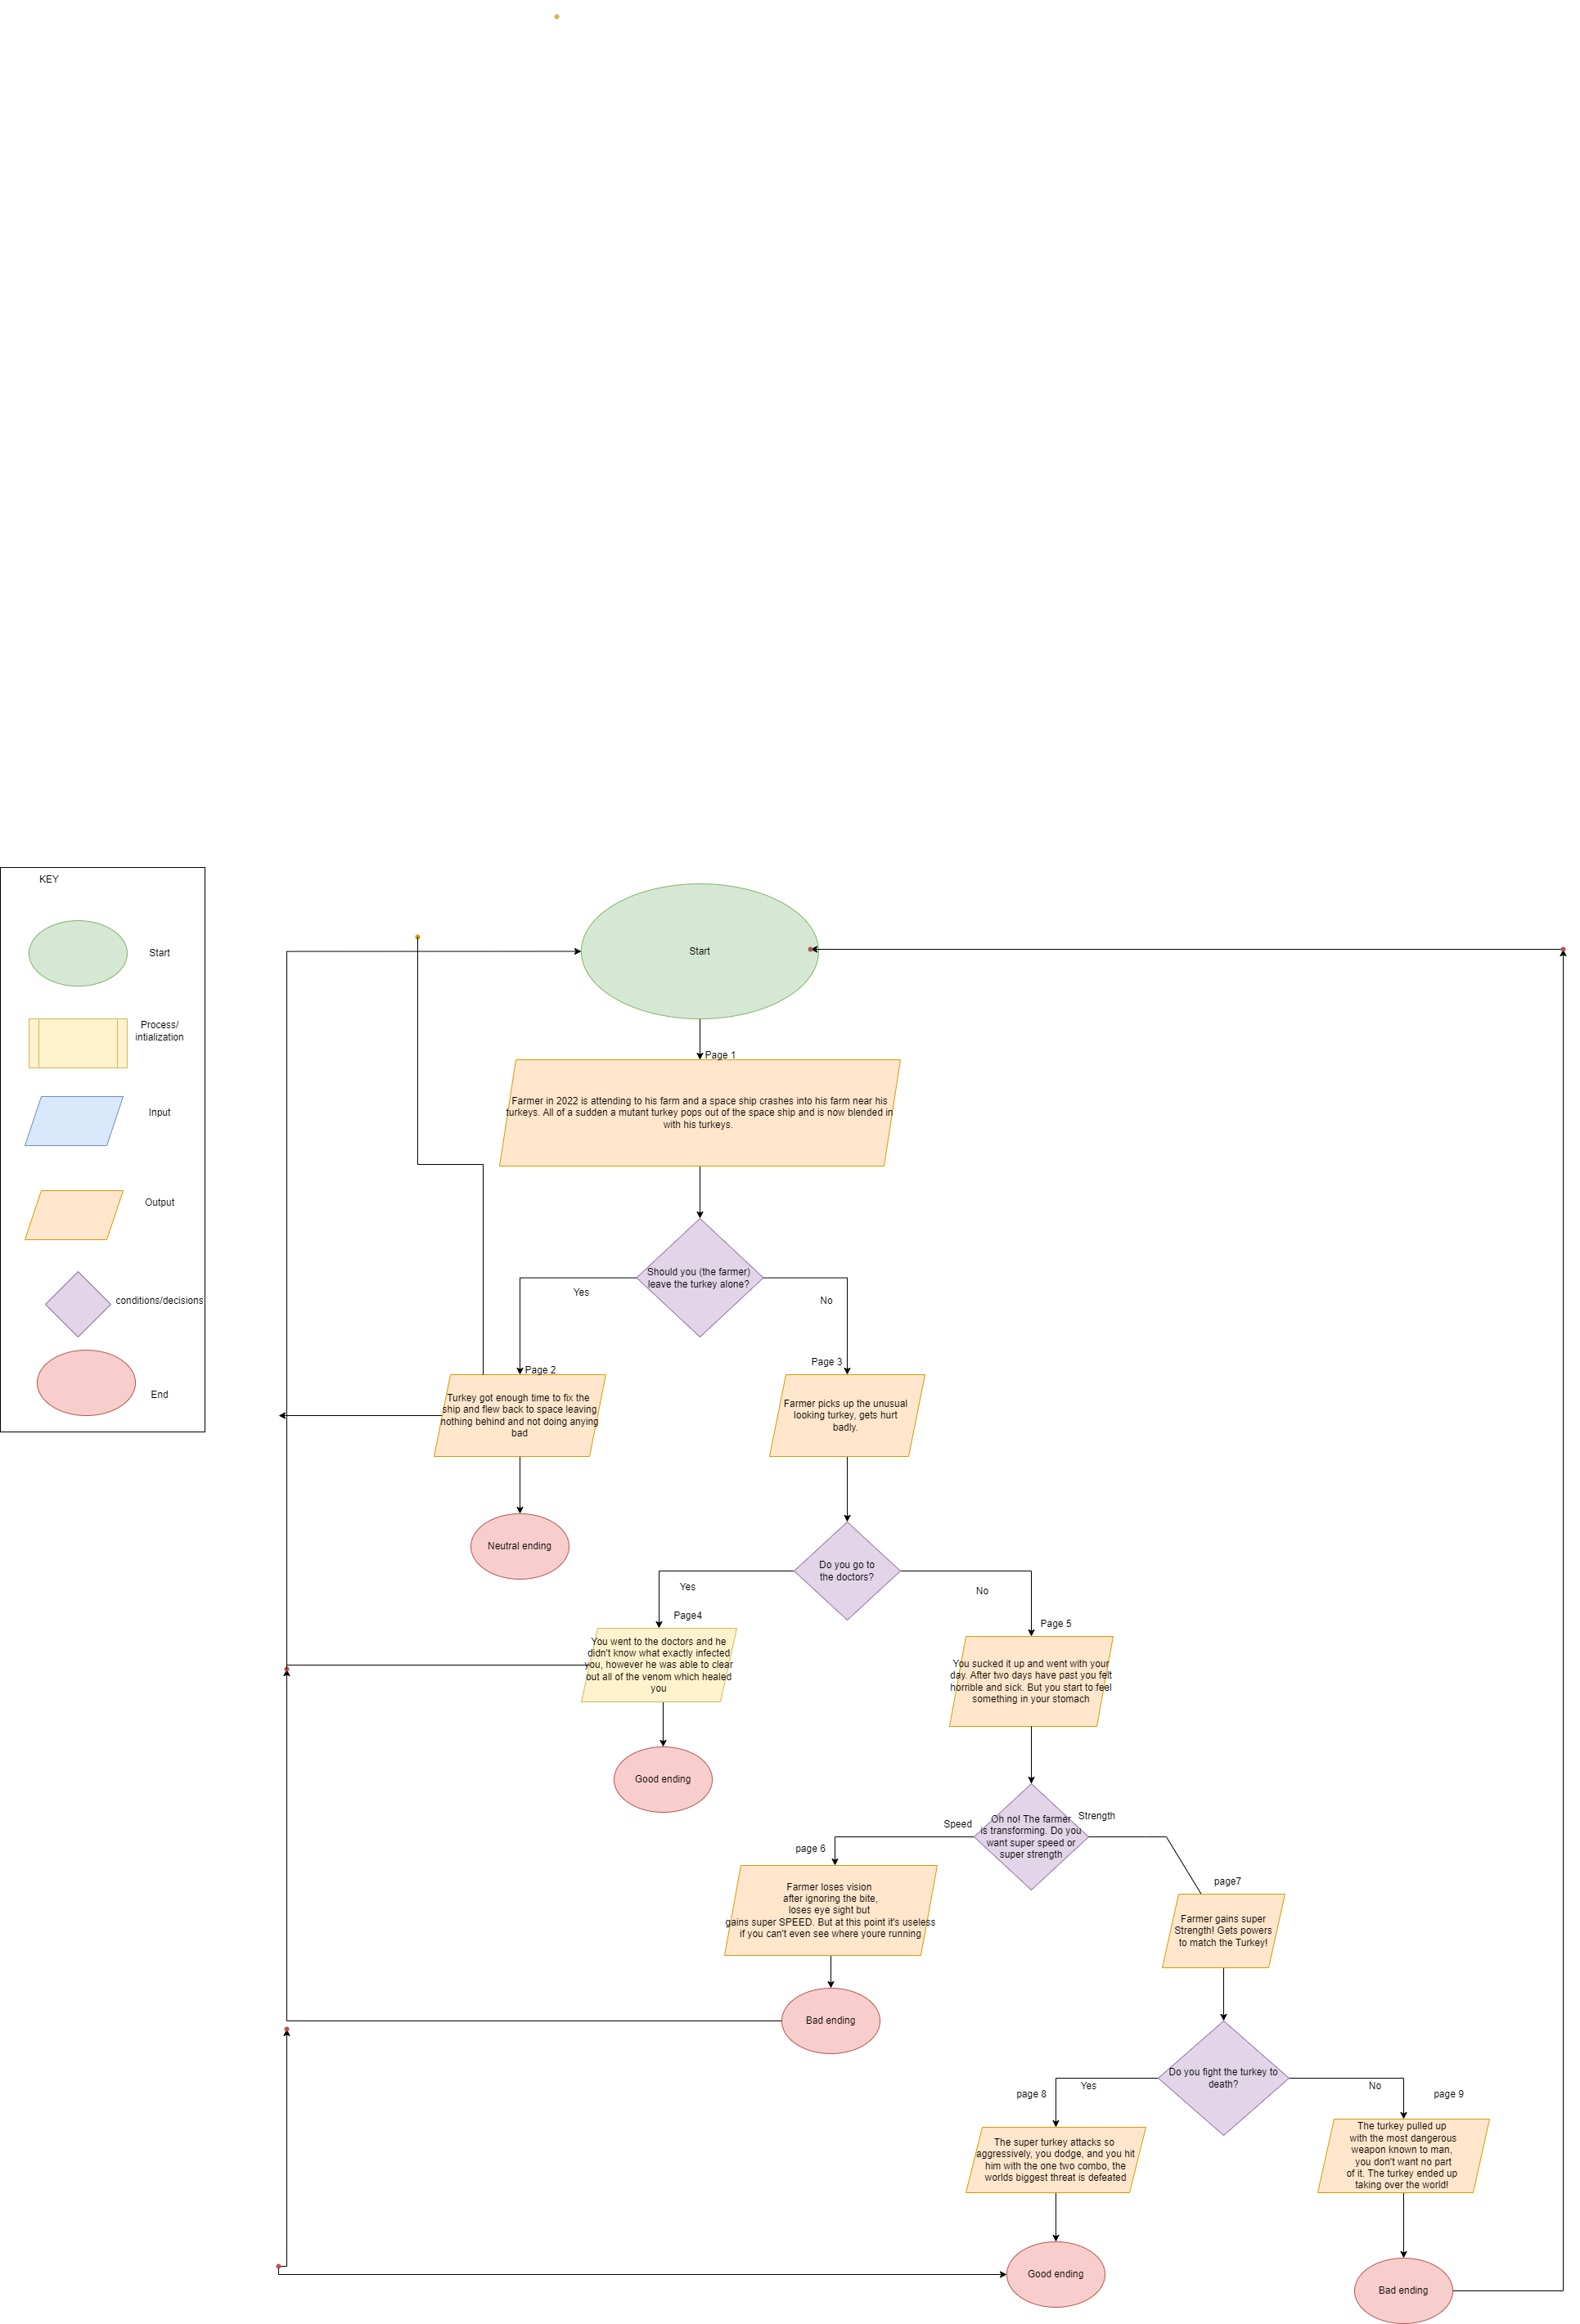 KEY
Start
Process/
intialization
Input
Output
conditions/decisions
End
Start
Page 1
Farmer in 2022 is attending to his farm and a space ship crashes into his farm near his
turkeys. All of a sudden a mutant turkey pops out of the space ship and is now blended in
with his turkeys.
Should you (the farmer)
leave the turkey alone?
Yes
No
Page 2
Turkey got enough time to fix the
ship and flew back to space leaving
nothing behind and not doing anying
bad
Page 3
Farmer picks up the unusual
looking turkey, gets hurt
badly.
Neutral ending
Do you go to
the doctors?
Yes
No
Page4
You went to the doctors and he
didn't know what exactly infected
you, however he was able to clear
out all of the venom which healed
you
Page 5
You sucked it up and went with your
day. After two days have past you felt
horrible and sick. But you start to feel
something in your stomach
Good ending
Oh no! The farmer
is transforming. Do you
want super speed or
super strength
Speed
Strength
page 6
Farmer loses vision
after ignoring the bite,
loses eye sight but
gains super SPEED. But at this point it's useless
if you can't even see where youre running
page7
Farmer gains super
Strength! Gets powers
to match the Turkey!
Bad ending
Do you fight the turkey to
death?
Yes
No
page 8
The super turkey attacks so
aggressively, you dodge, and you hit
him with the one two combo, the
worlds biggest threat is defeated
page 9
The turkey pulled up
with the most dangerous
weapon known to man,
you don't want no part
of it. The turkey ended up
taking over the world!
Good ending
Bad ending